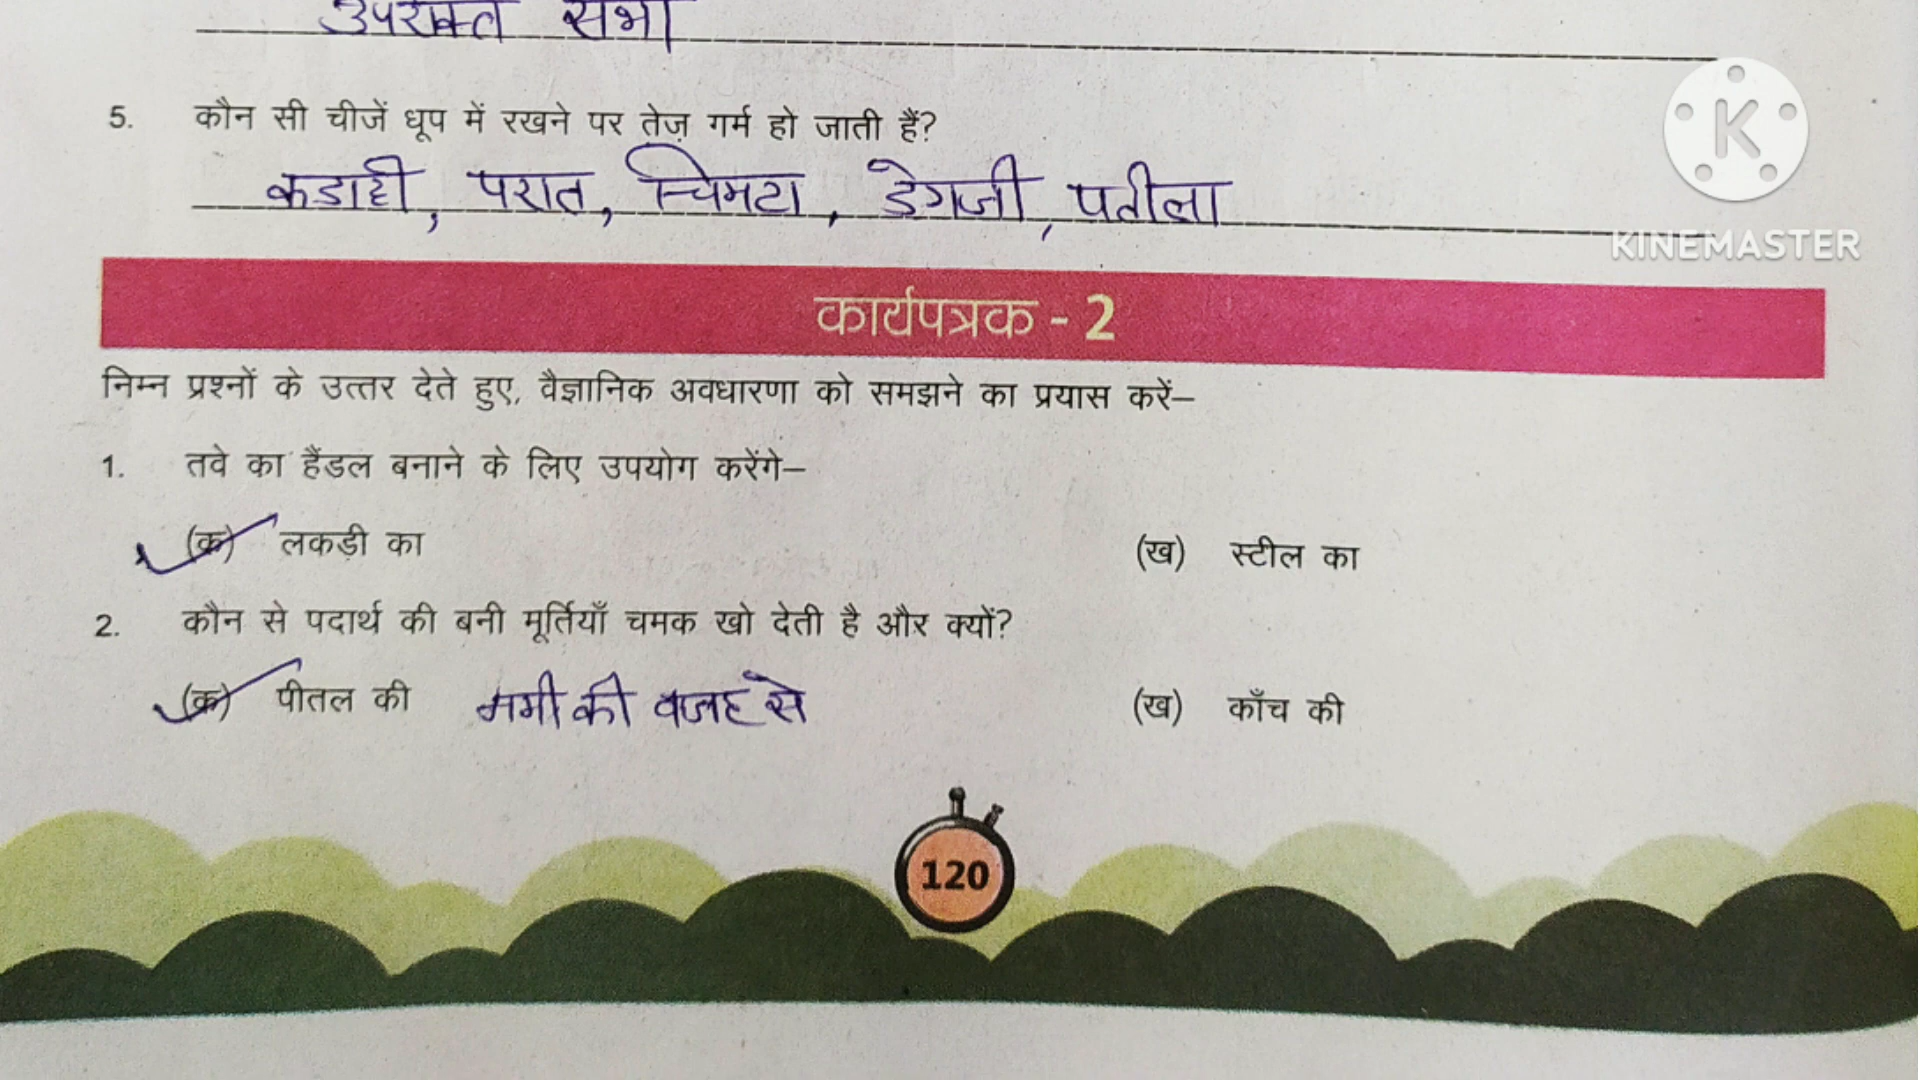 उपरोक्त सभी
5. कौन सी चीजें धूप में रखने पर तेज़ गर्म हो जाती हैं?
कडाही, परात, चिमटा, डेगजी, पतीला
K
KINEMASTER
कार्यपत्रक - 2
निम्न प्रश्नों के उत्तर देते हुए, वैज्ञानिक अवधारणा को समझने का प्रयास करें–
1. तवे का हैंडल बनाने के लिए उपयोग करेंगे–
(क) लकड़ी का (ख) स्टील का
2. कौन से पदार्थ की बनी मूर्तियाँ चमक खो देती है और क्यों?
(क) पीतल की नमी की वजह से (ख) काँच की
120